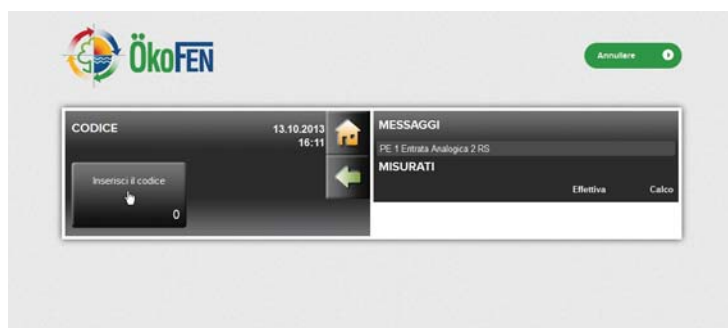 ÖkoFEN
Annullere
CODICE
13.10.2013
16:11
Inserisci il codice
0
MESSAGGI
PE 1 Entrata Analogica 2 RS
MISURATI
Effettiva Calco